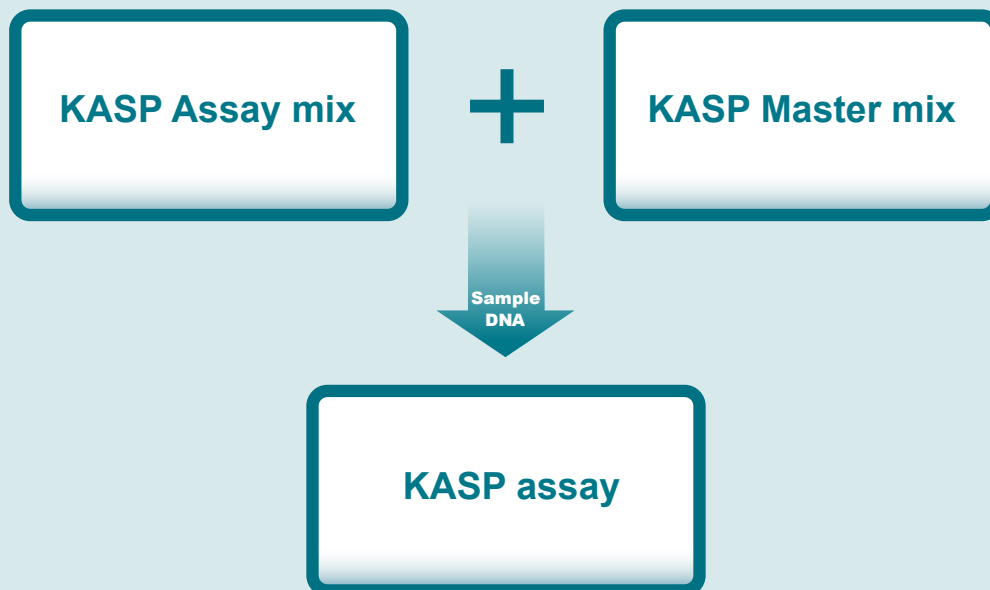 KASP Assay mix
KASP Master mix
Sample
DNA
KASP assay